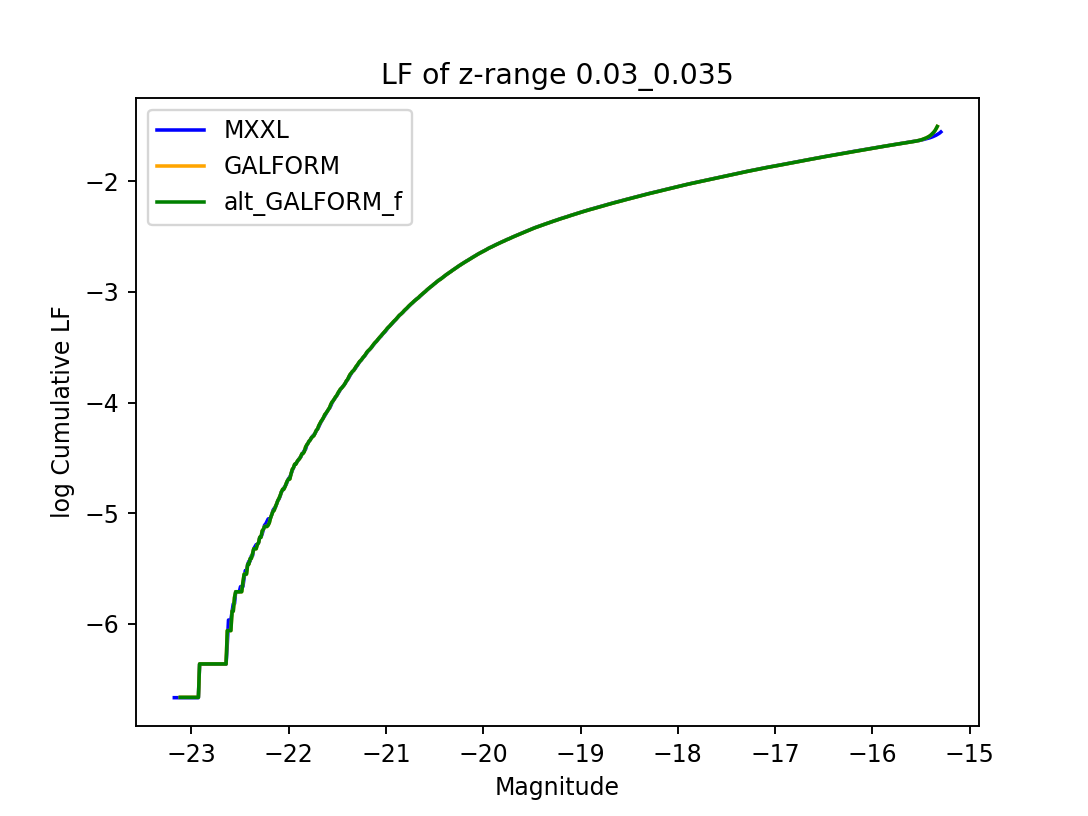 LF of z-range 0.03_0.035
MXXL
GALFORM
alt_GALFORM_f
log Cumulative LF
−2
−3
−4
−5
−6
−23 −22 −21 −20 −19 −18 −17 −16 −15
Magnitude